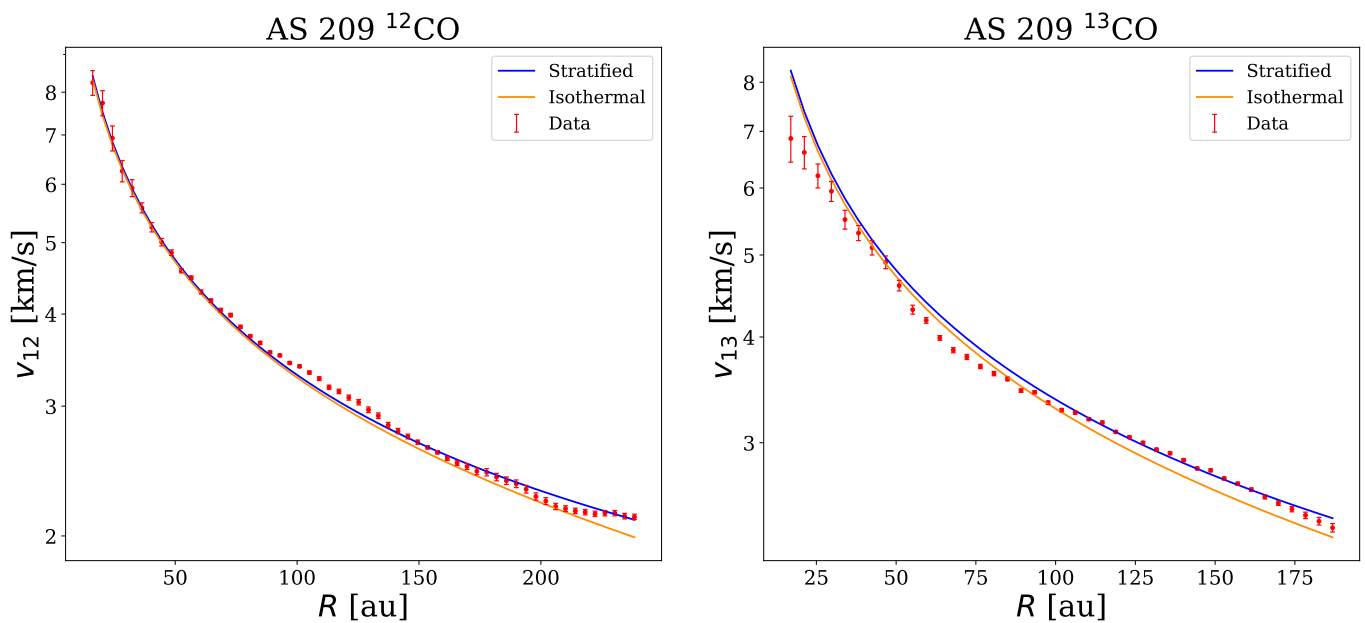 AS 209 ¹²CO
Stratified
Isothermal
Data
8
7
6
5
4
3
2
v₁₂ [km/s]
50
100
150
200
R [au]
AS 209 ¹³CO
Stratified
Isothermal
Data
8
7
6
5
4
3
v₁₃ [km/s]
25
50
75
100
125
150
175
R [au]